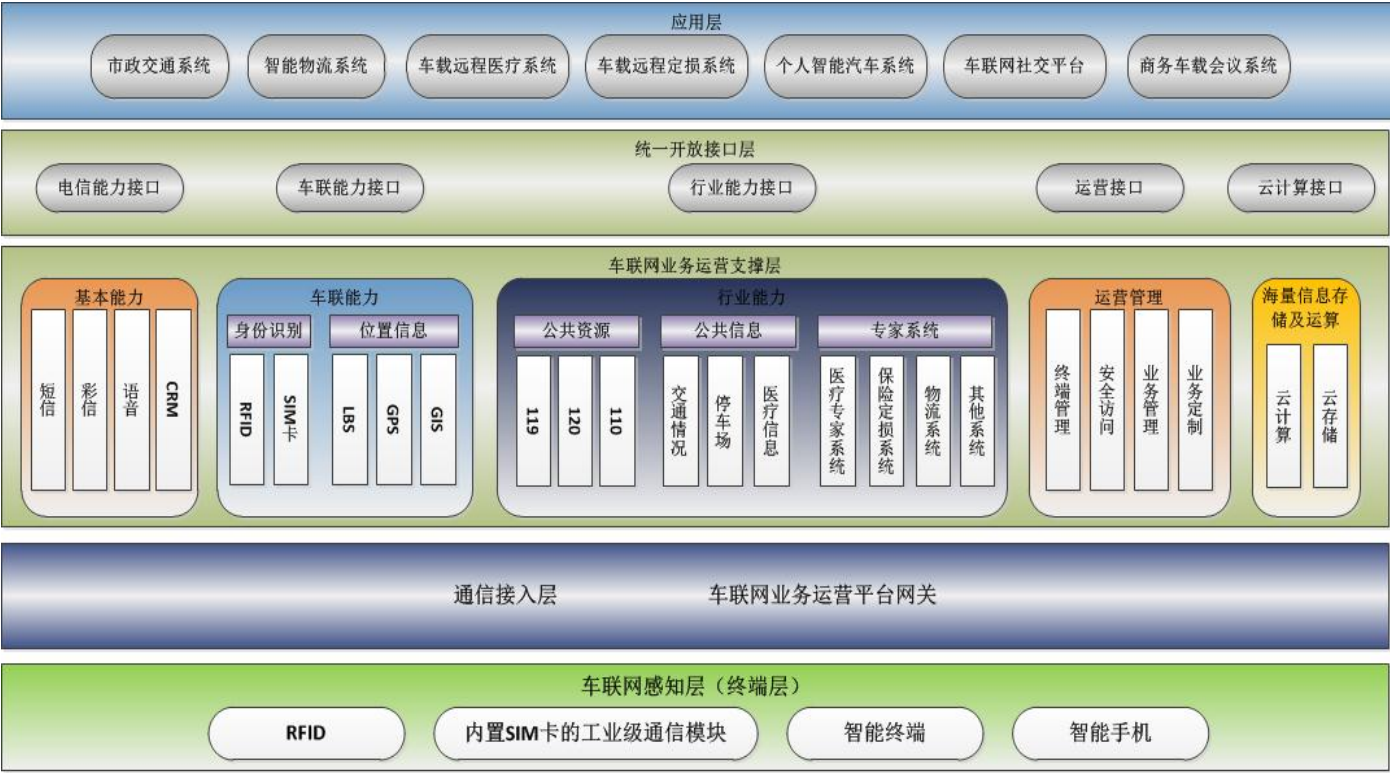 应用层
市政交通系统
智能物流系统
车载远程医疗系统
车载远程定损系统
个人智能汽车系统
车联网社交平台
商务车载会议系统
统一开放接口层
电信能力接口
车联能力接口
行业能力接口
运营接口
云计算接口
车联网业务运营支撑层
基本能力
短信
彩信
语音
CRM
车联能力
身份识别
RFID
SIM卡
位置信息
LBS
GPS
GIS
行业能力
公共资源
119
120
110
公共信息
交通情况
停车场
医疗信息
专家系统
医疗专家系统
保险定损系统
物流系统
其他系统
运营管理
终端管理
安全访问
业务管理
业务定制
海量信息存
储及运算
云计算
云存储
通信接入层
车联网业务运营平台网关
车联网感知层（终端层）
RFID
内置SIM卡的工业级通信模块
智能终端
智能手机